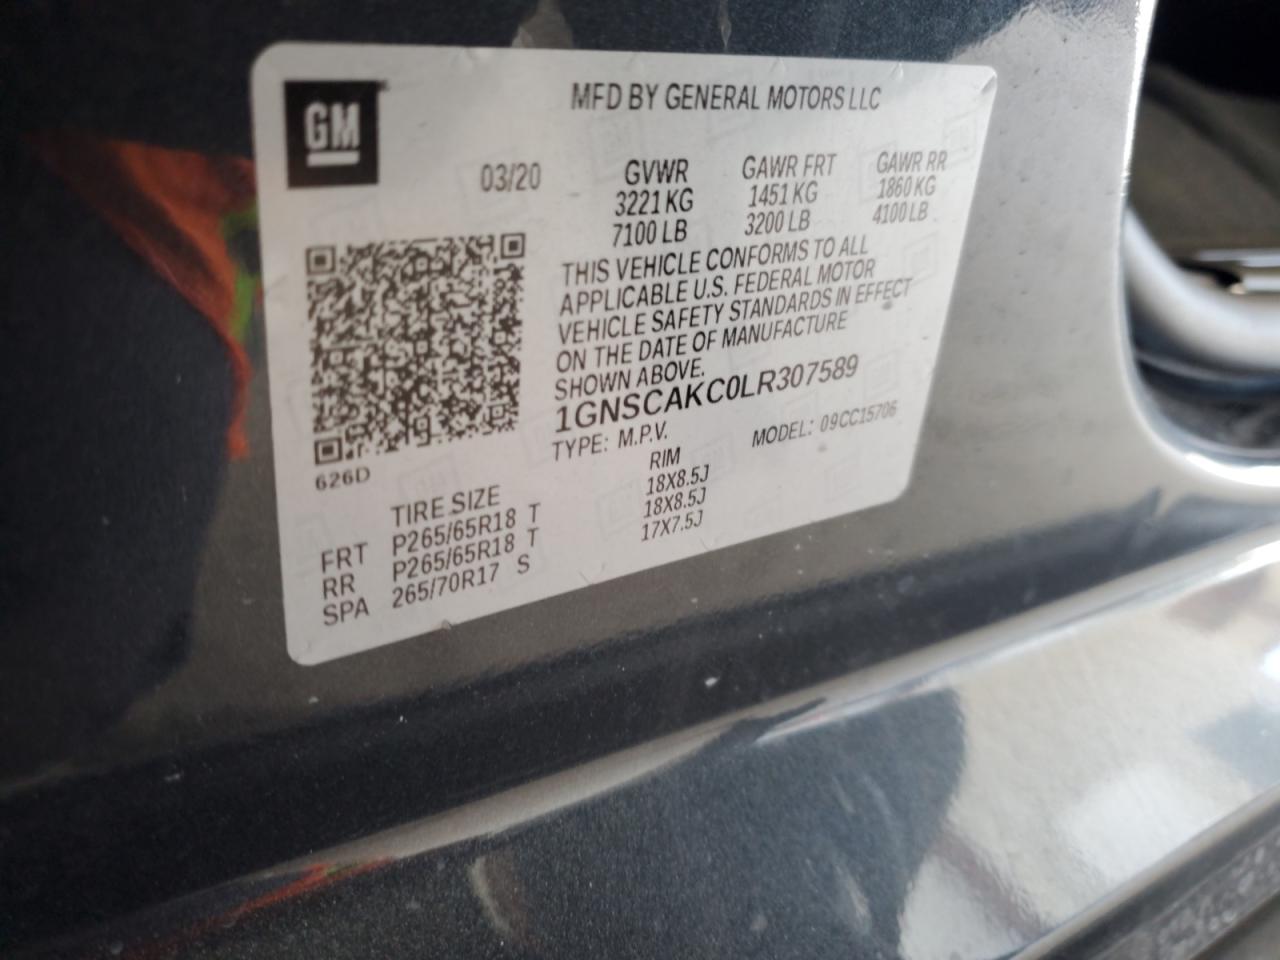 GM
MFD BY GENERAL MOTORS LLC
03/20
GVWR GAWR FRT GAWR RR
3221 KG 1451 KG 1860 KG
7100 LB 3200 LB 4100 LB
THIS VEHICLE CONFORMS TO ALL
APPLICABLE U.S. FEDERAL MOTOR
VEHICLE SAFETY STANDARDS IN EFFECT
ON THE DATE OF MANUFACTURE
SHOWN ABOVE.
1GNSCAKC0LR307589
TYPE: M.P.V. MODEL: 09CC15706
626D
TIRE SIZE RIM
FRT P265/65R18 T 18X8.5J
RR P265/65R18 T 18X8.5J
SPA 265/70R17 S 17X7.5J